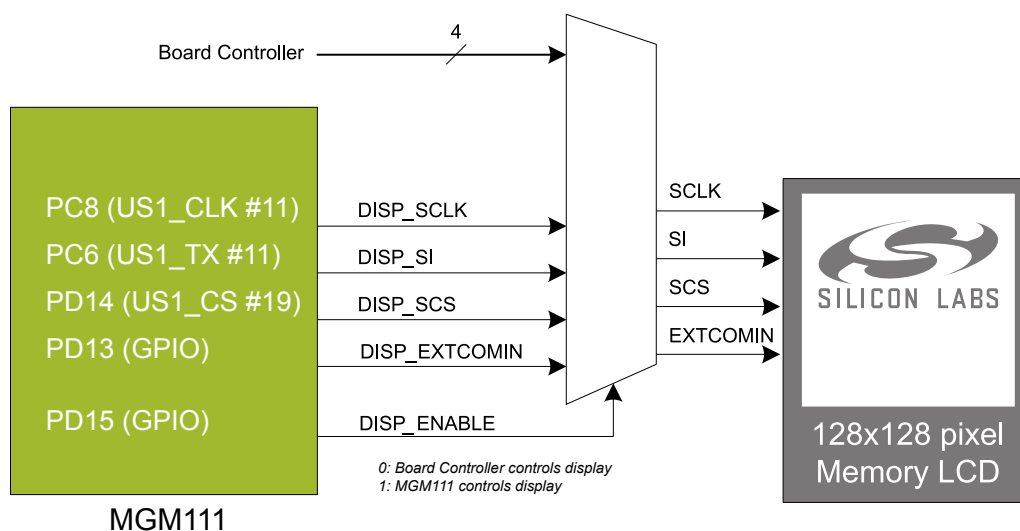 4
Board Controller
PC8 (US1_CLK #11)
DISP_SCLK
SCLK
PC6 (US1_TX #11)
DISP_SI
SI
PD14 (US1_CS #19)
DISP_SCS
SCS
PD13 (GPIO)
DISP_EXTCOMIN
EXTCOMIN
PD15 (GPIO)
DISP_ENABLE
0: Board Controller controls display
1: MGM111 controls display
MGM111
SILICON LABS
128x128 pixel
Memory LCD